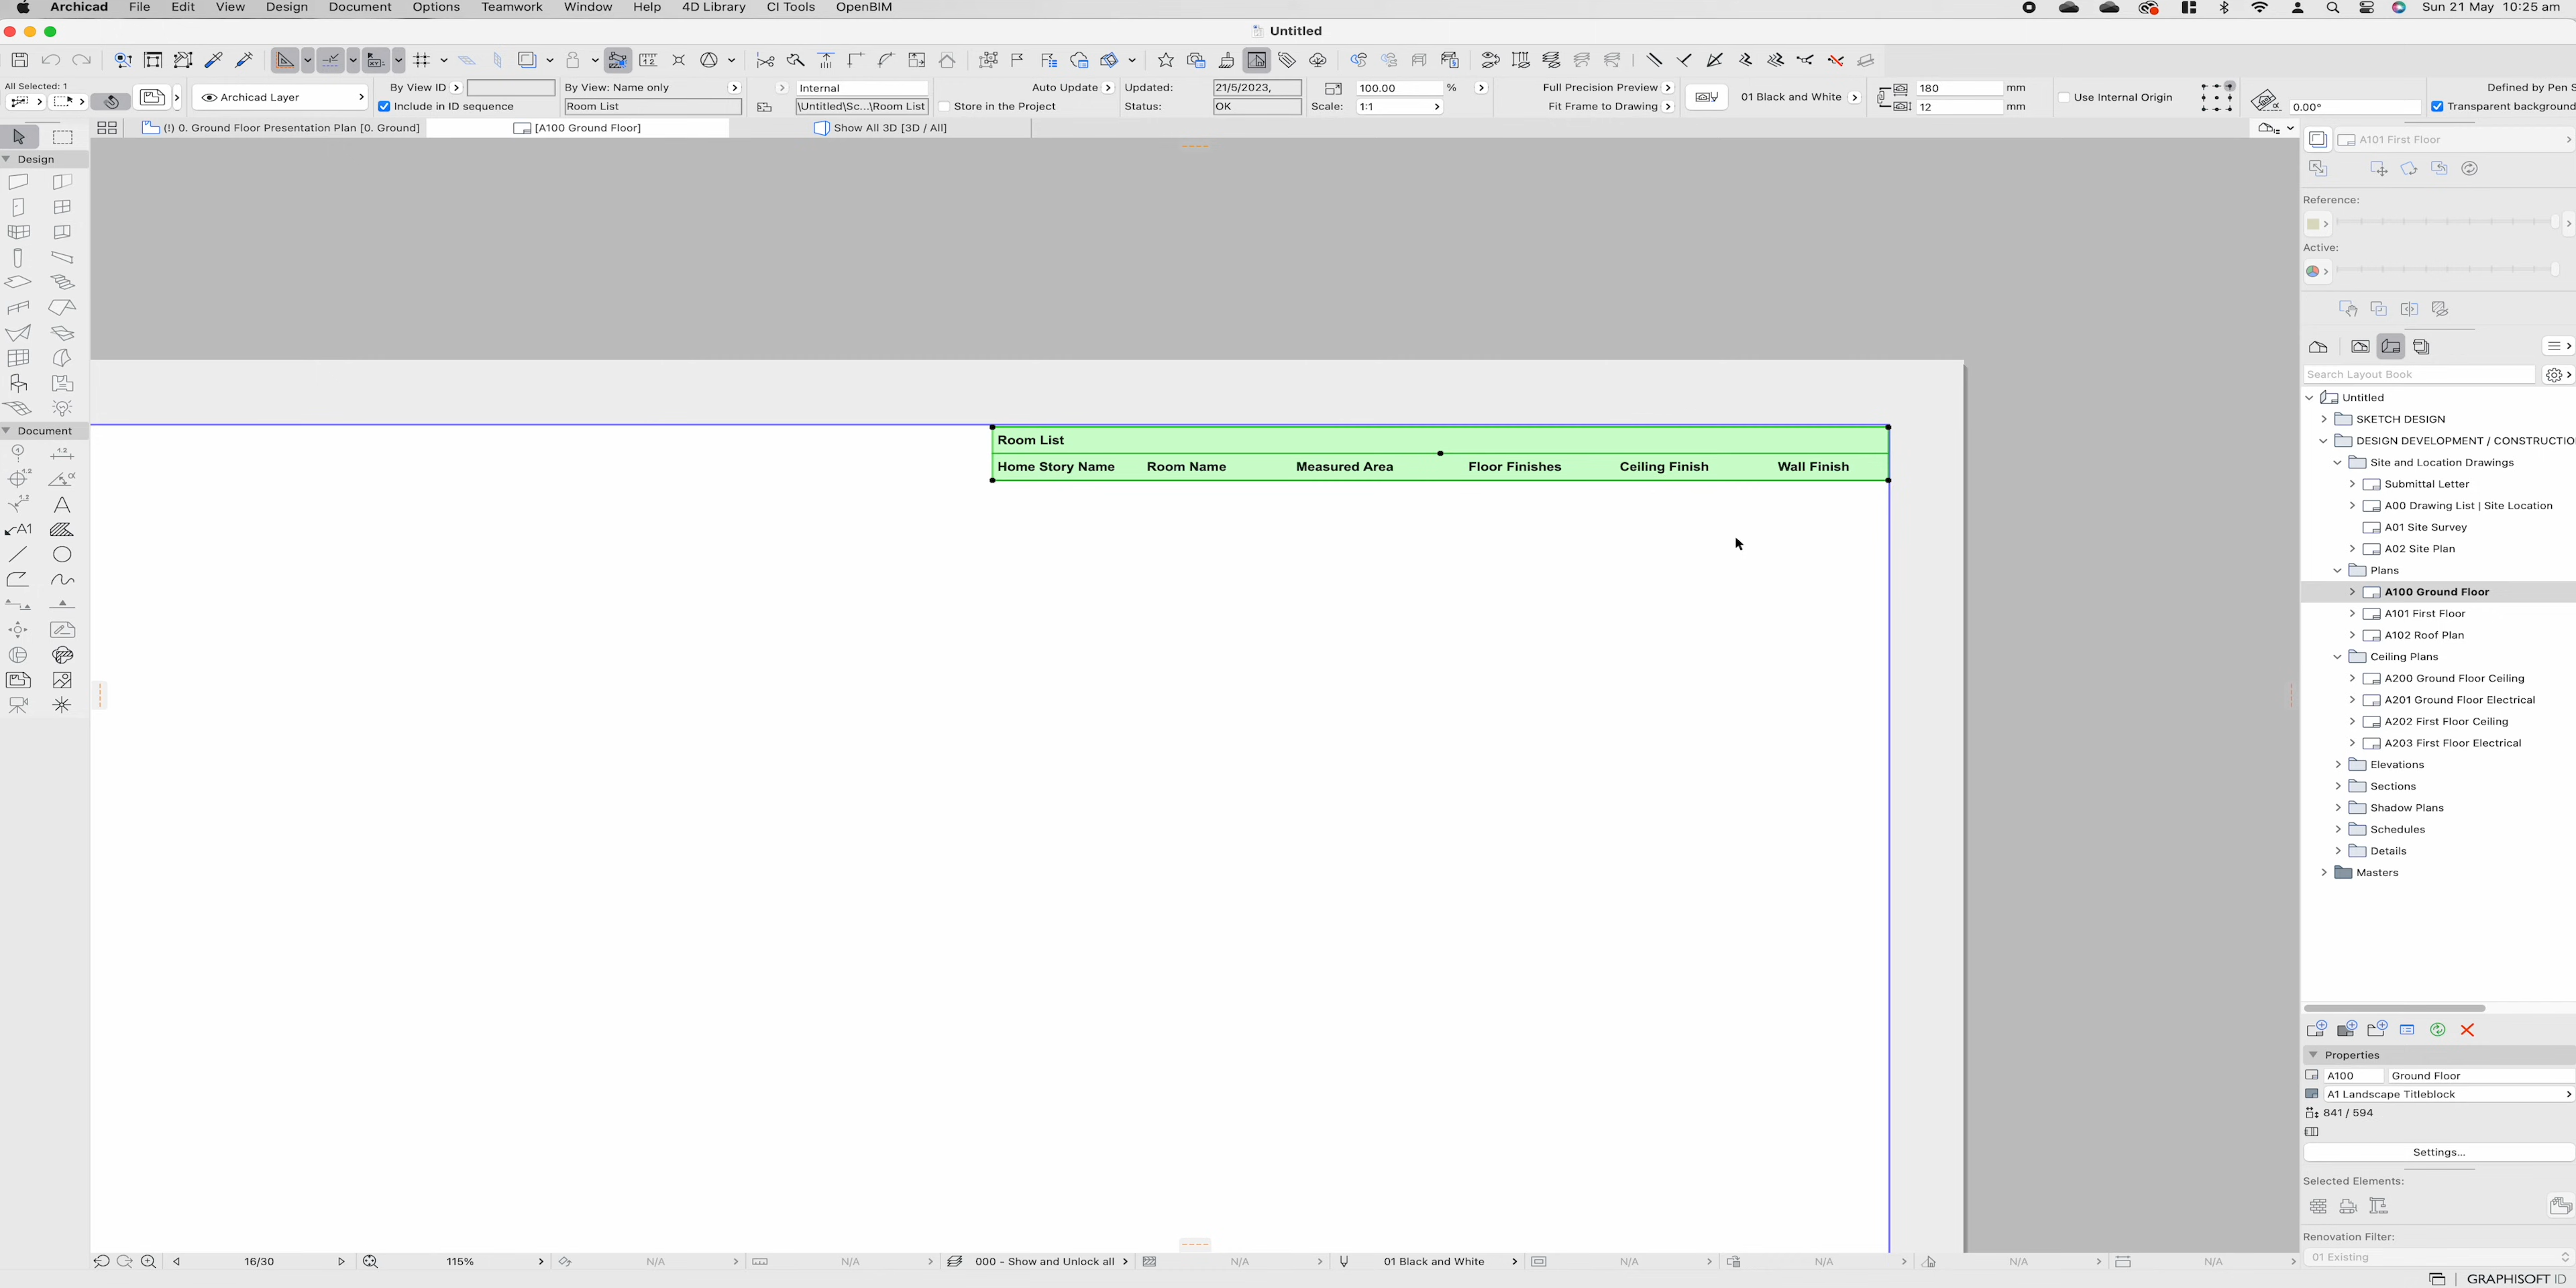 Archicad File Edit View Design Document Options Teamwork Window Help 4D Library CI Tools OpenBIM Sun 21 May 10:25 am
Untitled
All Selected: 1
Archicad Layer
By View ID
Include in ID sequence
By View: Name only
Room List
Internal
\Untitled\Sc...\Room List
Auto Update
Store in the Project
Updated: 21/5/2023,
Status: OK
100.00 %
Scale: 1:1
Full Precision Preview
Fit Frame to Drawing
01 Black and White
180 mm
12 mm
Use Internal Origin
0.00°
Defined by Pen S
Transparent background
(!) 0. Ground Floor Presentation Plan [0. Ground]
[A100 Ground Floor]
Show All 3D [3D / All]
Design
Document
1.2
1.2
1.2
A
A1
Room List
Home Story Name Room Name Measured Area Floor Finishes Ceiling Finish Wall Finish
A101 First Floor
Reference:
Active:
Search Layout Book
Untitled
SKETCH DESIGN
DESIGN DEVELOPMENT / CONSTRUCTIO
Site and Location Drawings
Submittal Letter
A00 Drawing List | Site Location
A01 Site Survey
A02 Site Plan
Plans
A100 Ground Floor
A101 First Floor
A102 Roof Plan
Ceiling Plans
A200 Ground Floor Ceiling
A201 Ground Floor Electrical
A202 First Floor Ceiling
A203 First Floor Electrical
Elevations
Sections
Shadow Plans
Schedules
Details
Masters
Properties
A100 Ground Floor
A1 Landscape Titleblock
841 / 594
Settings...
Selected Elements:
Renovation Filter:
01 Existing
16/30 115% N/A N/A 000 - Show and Unlock all N/A 01 Black and White N/A N/A N/A N/A
GRAPHISOFT ID